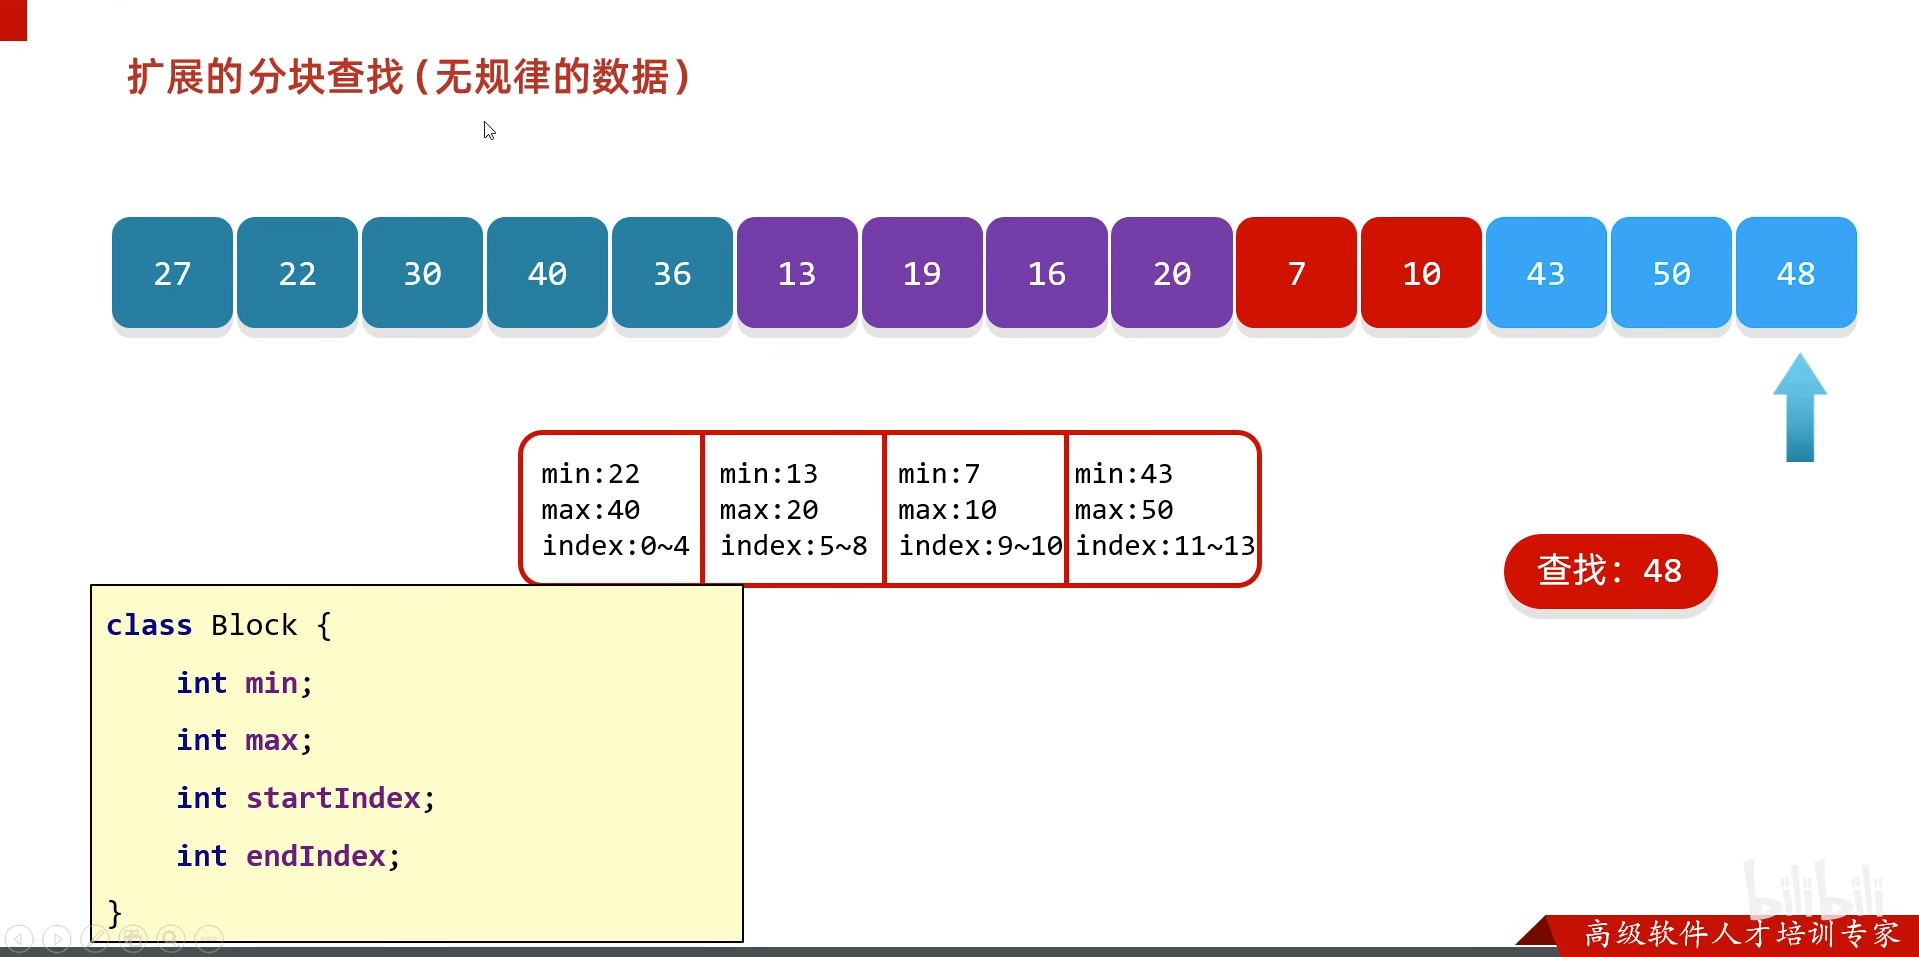 扩展的分块查找(无规律的数据)
27 22 30 40 36 13 19 16 20 7 10 43 50 48
min:22 min:13 min:7 min:43
max:40 max:20 max:10 max:50
index:0~4 index:5~8 index:9~10 index:11~13
查找：48
class Block {
int min;
int max;
int startIndex;
int endIndex;
}
bilibili
高级软件人才培训专家